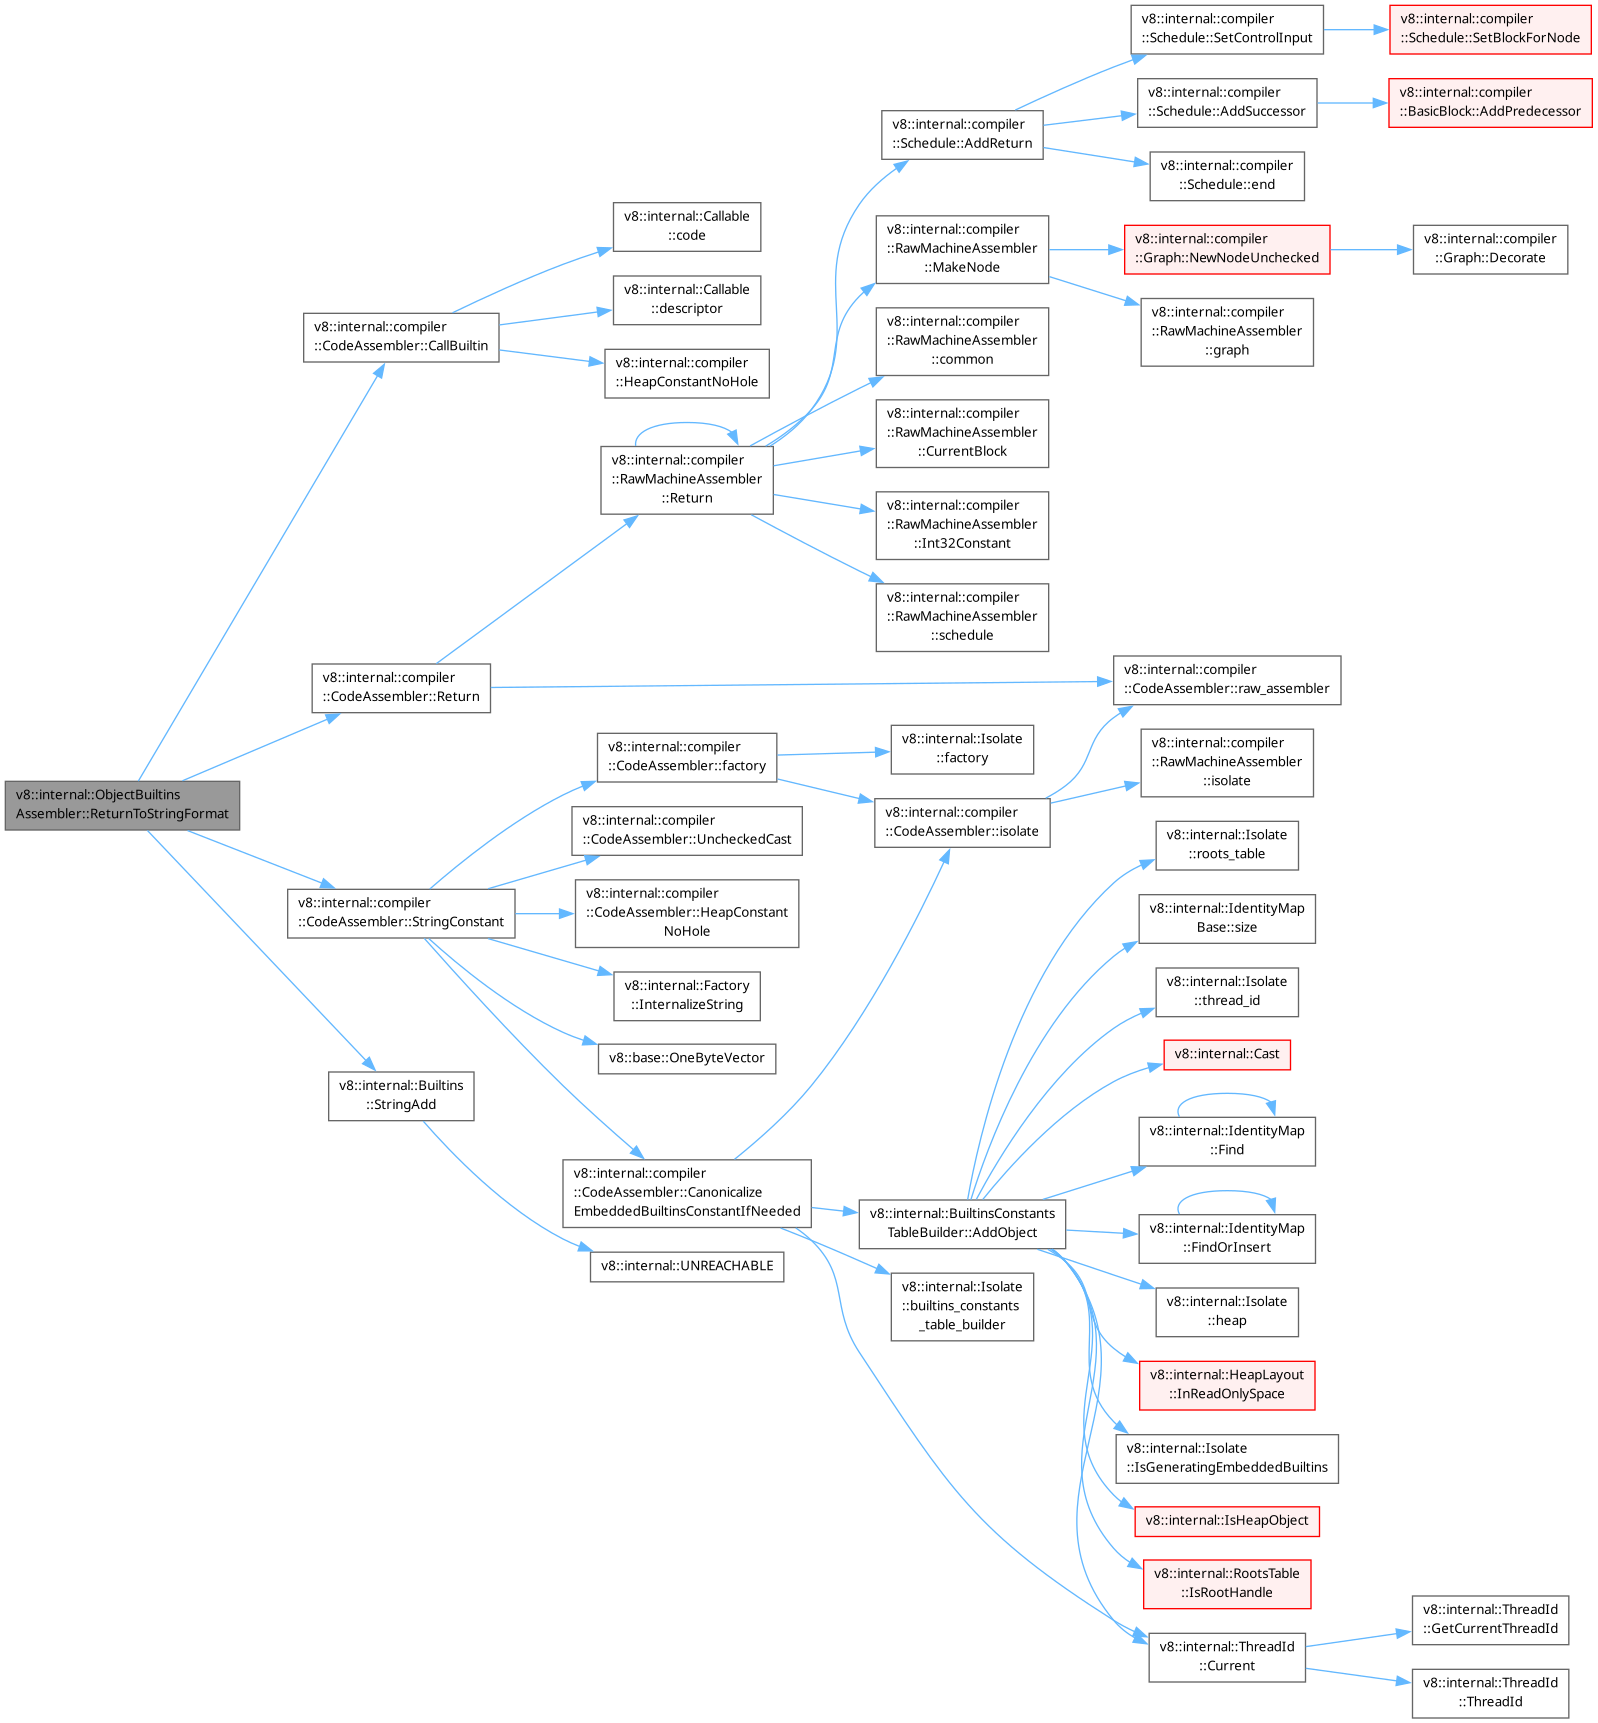 v8::internal::compiler
::Schedule::SetControlInput
v8::internal::compiler
::Schedule::SetBlockForNode
v8::internal::compiler
::Schedule::AddSuccessor
v8::internal::compiler
::BasicBlock::AddPredecessor
v8::internal::compiler
::Schedule::AddReturn
v8::internal::compiler
::Schedule::end
v8::internal::Callable
::code
v8::internal::compiler
::RawMachineAssembler
::MakeNode
v8::internal::compiler
::Graph::NewNodeUnchecked
v8::internal::compiler
::Graph::Decorate
v8::internal::Callable
::descriptor
v8::internal::compiler
::RawMachineAssembler
::graph
v8::internal::compiler
::CodeAssembler::CallBuiltin
v8::internal::compiler
::RawMachineAssembler
::common
v8::internal::compiler
::HeapConstantNoHole
v8::internal::compiler
::RawMachineAssembler
::CurrentBlock
v8::internal::compiler
::RawMachineAssembler
::Return
v8::internal::compiler
::RawMachineAssembler
::Int32Constant
v8::internal::compiler
::RawMachineAssembler
::schedule
v8::internal::compiler
::CodeAssembler::Return
v8::internal::compiler
::CodeAssembler::raw_assembler
v8::internal::compiler
::CodeAssembler::factory
v8::internal::Isolate
::factory
v8::internal::compiler
::RawMachineAssembler
::isolate
v8::internal::ObjectBuiltins
Assembler::ReturnToStringFormat
v8::internal::compiler
::CodeAssembler::UncheckedCast
v8::internal::compiler
::CodeAssembler::isolate
v8::internal::Isolate
::roots_table
v8::internal::compiler
::CodeAssembler::StringConstant
v8::internal::compiler
::CodeAssembler::HeapConstant
NoHole
v8::internal::IdentityMap
Base::size
v8::internal::Factory
::InternalizeString
v8::internal::Isolate
::thread_id
v8::base::OneByteVector
v8::internal::Cast
v8::internal::Builtins
::StringAdd
v8::internal::IdentityMap
::Find
v8::internal::compiler
::CodeAssembler::Canonicalize
EmbeddedBuiltinsConstantIfNeeded
v8::internal::BuiltinsConstants
TableBuilder::AddObject
v8::internal::IdentityMap
::FindOrInsert
v8::internal::UNREACHABLE
v8::internal::Isolate
::builtins_constants
_table_builder
v8::internal::Isolate
::heap
v8::internal::HeapLayout
::InReadOnlySpace
v8::internal::Isolate
::IsGeneratingEmbeddedBuiltins
v8::internal::IsHeapObject
v8::internal::RootsTable
::IsRootHandle
v8::internal::ThreadId
::Current
v8::internal::ThreadId
::GetCurrentThreadId
v8::internal::ThreadId
::ThreadId